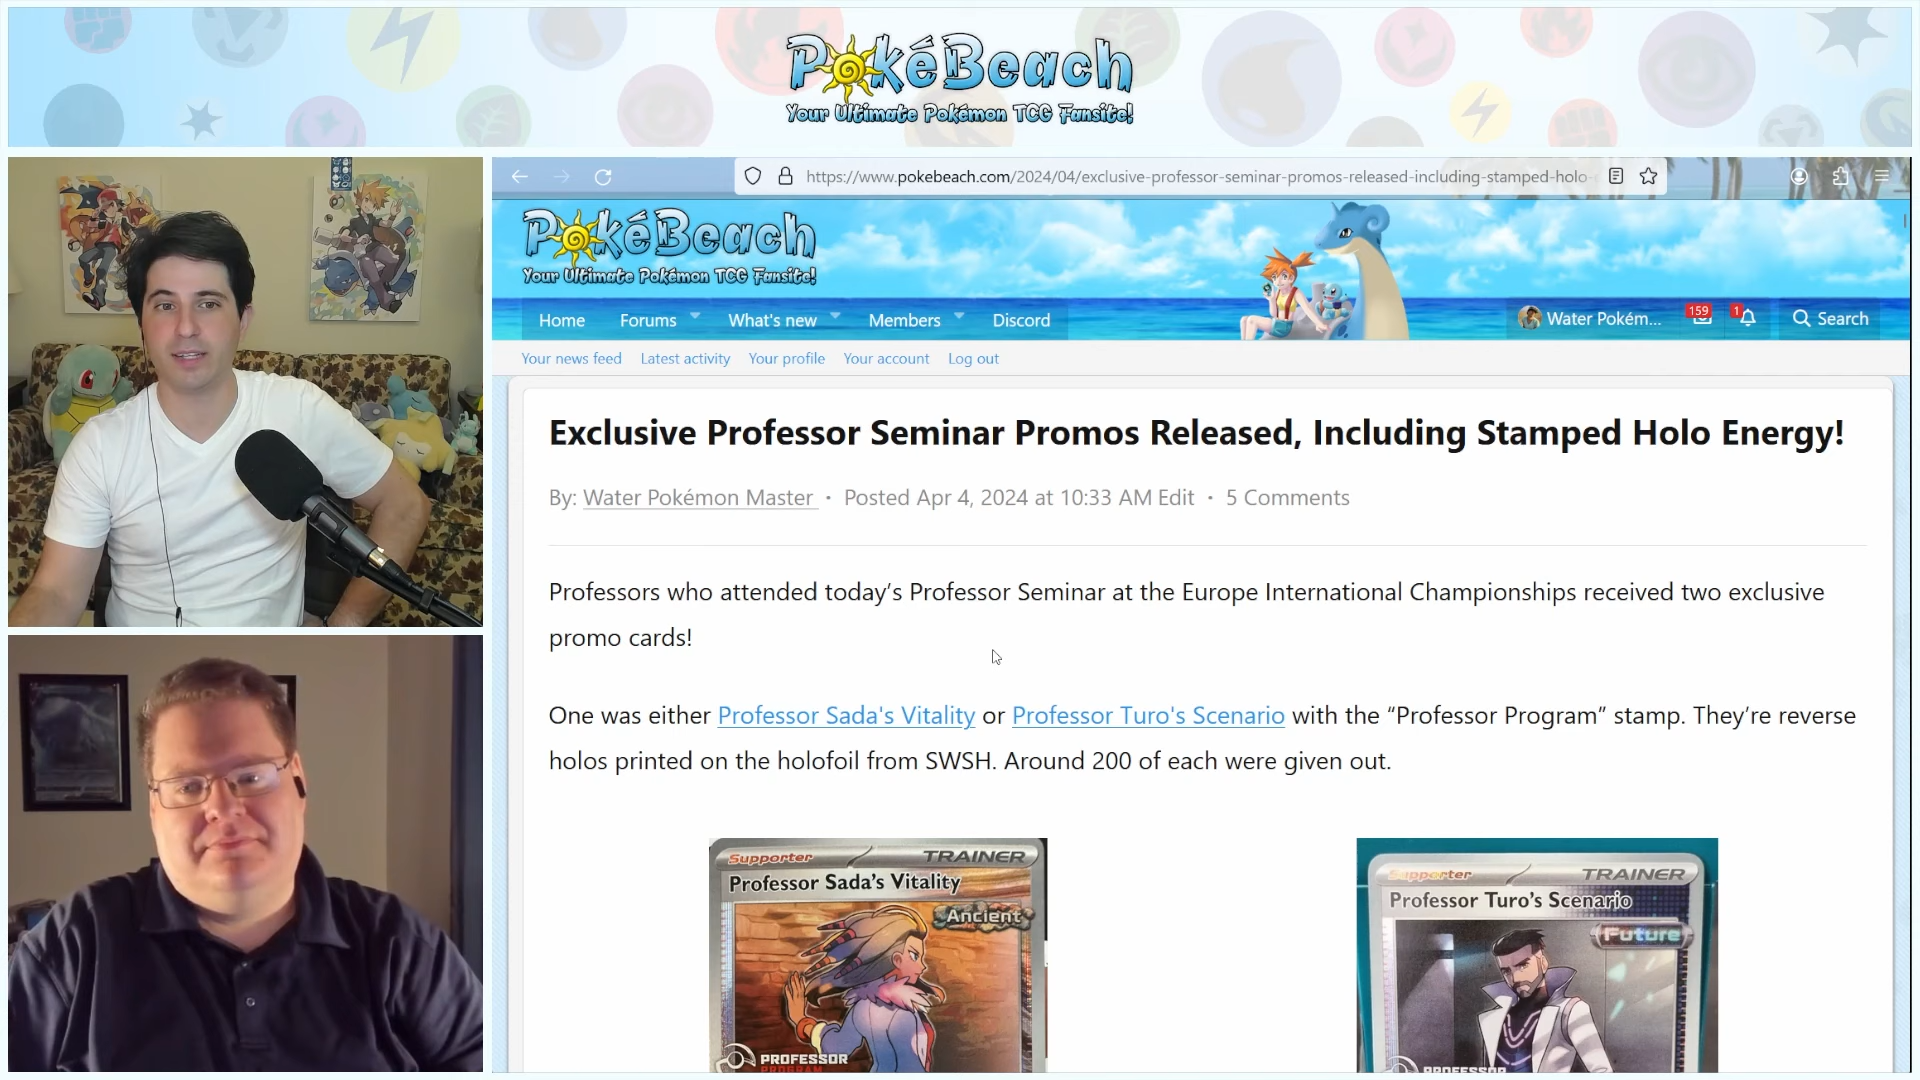 PokéBeach
Your Ultimate Pokémon TCG Fansite!
https://www.pokebeach.com/2024/04/exclusive-professor-seminar-promos-released-including-stamped-holo-
PokéBeach
Your Ultimate Pokémon TCG Fansite!
Home Forums What's new Members Discord Water Pokém... 159 1 Search
Your news feed Latest activity Your profile Your account Log out
Exclusive Professor Seminar Promos Released, Including Stamped Holo Energy!
By: Water Pokémon Master · Posted Apr 4, 2024 at 10:33 AM Edit · 5 Comments
Professors who attended today’s Professor Seminar at the Europe International Championships received two exclusive
promo cards!
One was either Professor Sada's Vitality or Professor Turo's Scenario with the “Professor Program” stamp. They’re reverse
holos printed on the holofoil from SWSH. Around 200 of each were given out.
Supporter TRAINER
Professor Sada's Vitality
Ancient
PROFESSOR
PROGRAM
Supporter TRAINER
Professor Turo's Scenario
Future
PROFESSOR